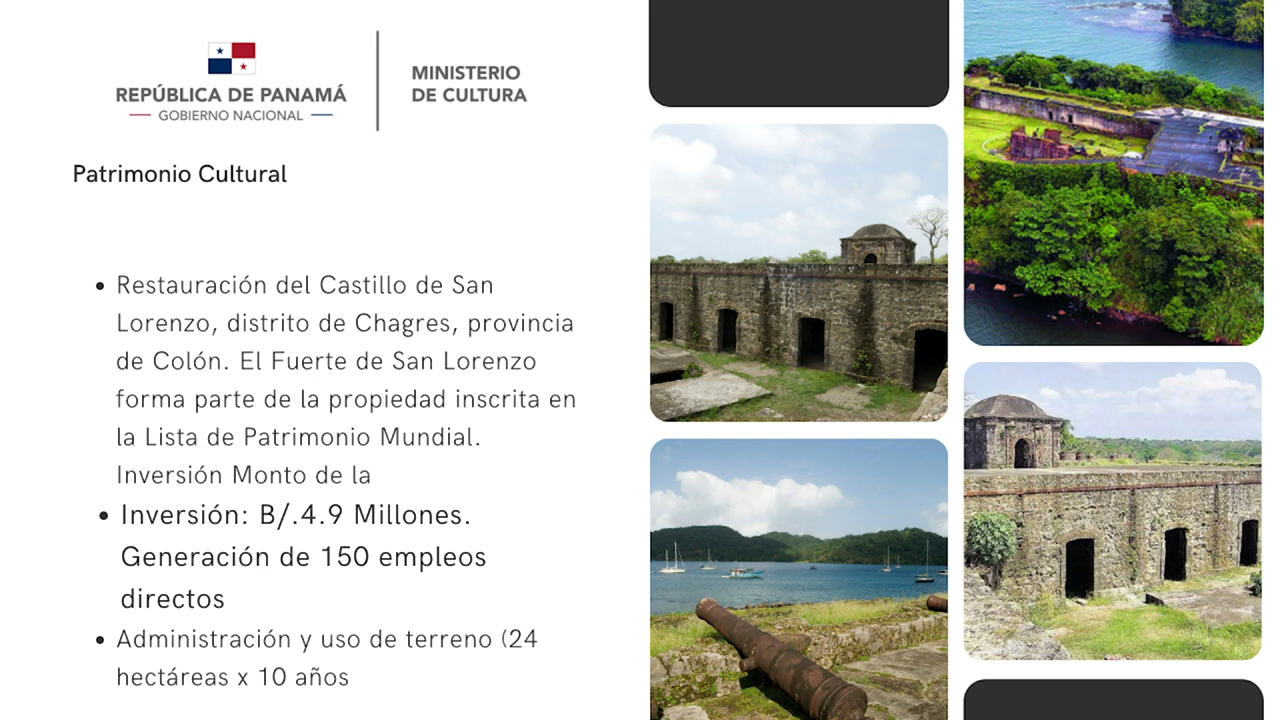 REPÚBLICA DE PANAMÁ
GOBIERNO NACIONAL
MINISTERIO
DE CULTURA
Patrimonio Cultural
• Restauración del Castillo de San
Lorenzo, distrito de Chagres, provincia
de Colón. El Fuerte de San Lorenzo
forma parte de la propiedad inscrita en
la Lista de Patrimonio Mundial.
Inversión Monto de la
• Inversión: B/.4.9 Millones.
Generación de 150 empleos
directos
• Administración y uso de terreno (24
hectáreas x 10 años